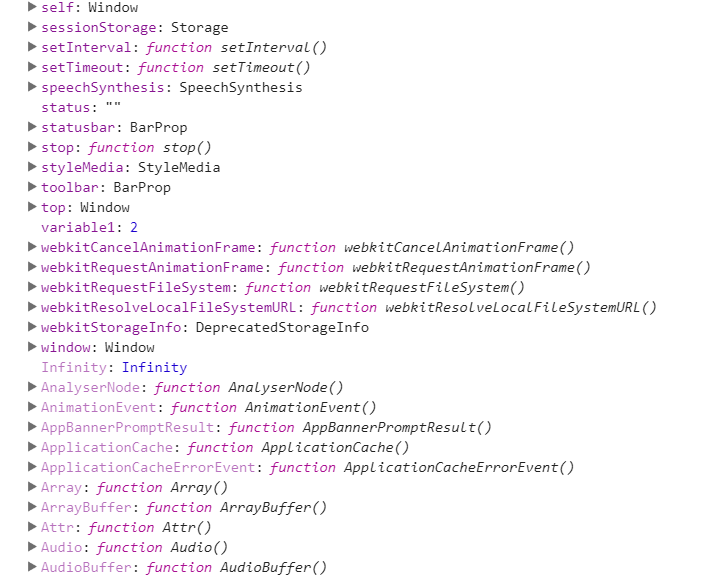 self: Window
sessionStorage: Storage
setInterval: function setInterval()
setTimeout: function setTimeout()
speechSynthesis: SpeechSynthesis
status: ""
statusbar: BarProp
stop: function stop()
styleMedia: StyleMedia
toolbar: BarProp
top: Window
variable1: 2
webkitCancelAnimationFrame: function webkitCancelAnimationFrame()
webkitRequestAnimationFrame: function webkitRequestAnimationFrame()
webkitRequestFileSystem: function webkitRequestFileSystem()
webkitResolveLocalFileSystemURL: function webkitResolveLocalFileSystemURL()
webkitStorageInfo: DeprecatedStorageInfo
window: Window
Infinity: Infinity
AnalyserNode: function AnalyserNode()
AnimationEvent: function AnimationEvent()
AppBannerPromptResult: function AppBannerPromptResult()
ApplicationCache: function ApplicationCache()
ApplicationCacheErrorEvent: function ApplicationCacheErrorEvent()
Array: function Array()
ArrayBuffer: function ArrayBuffer()
Attr: function Attr()
Audio: function Audio()
AudioBuffer: function AudioBuffer()